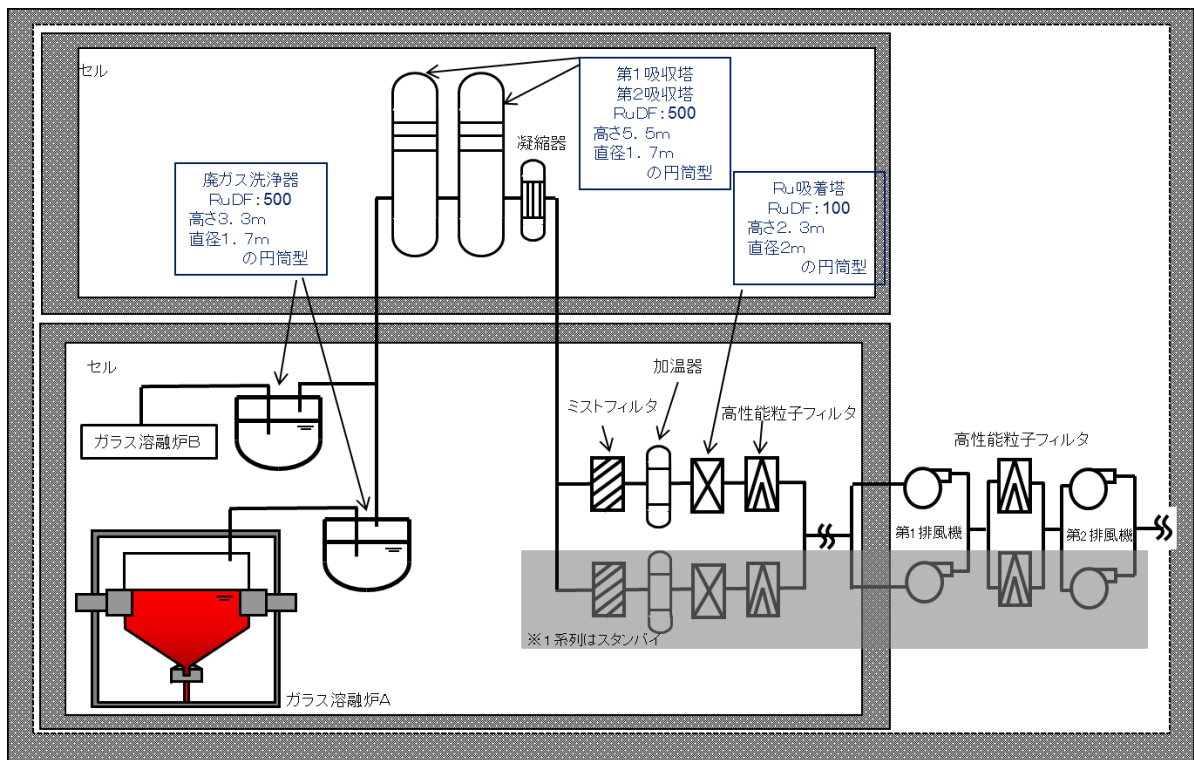 セル
第1吸収塔
第2吸収塔
RuDF:500
高さ5.5m
直径1.7m
の円筒型
凝縮器
廃ガス洗浄器
RuDF:500
高さ3.3m
直径1.7m
の円筒型
Ru吸着塔
RuDF:100
高さ2.3m
直径2m
の円筒型
セル
加温器
ミストフィルタ
高性能粒子フィルタ
ガラス溶融炉B
高性能粒子フィルタ
第1排風機
第2排風機
※1系列はスタンバイ
ガラス溶融炉A